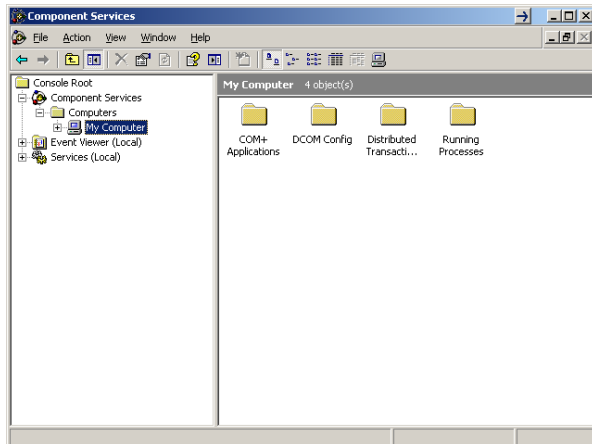 Component Services
File Action View Window Help
Console Root
Component Services
Computers
My Computer
Event Viewer (Local)
Services (Local)
My Computer 4 object(s)
COM+ Applications
DCOM Config
Distributed Transacti...
Running Processes